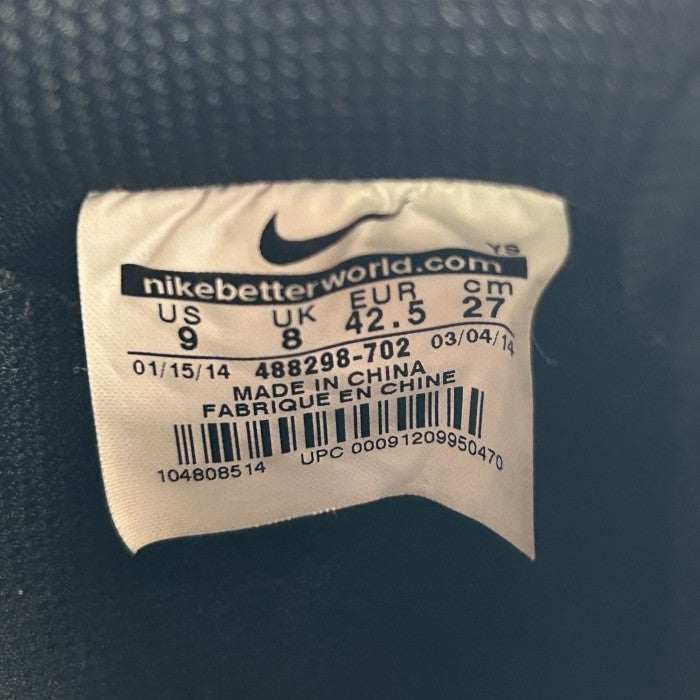 YS
nikebetterworld.com
US UK EUR cm
9 8 42.5 27
01/15/14 488298-702 03/04/14
MADE IN CHINA
FABRIQUE EN CHINE
104808514 UPC 00091209950470